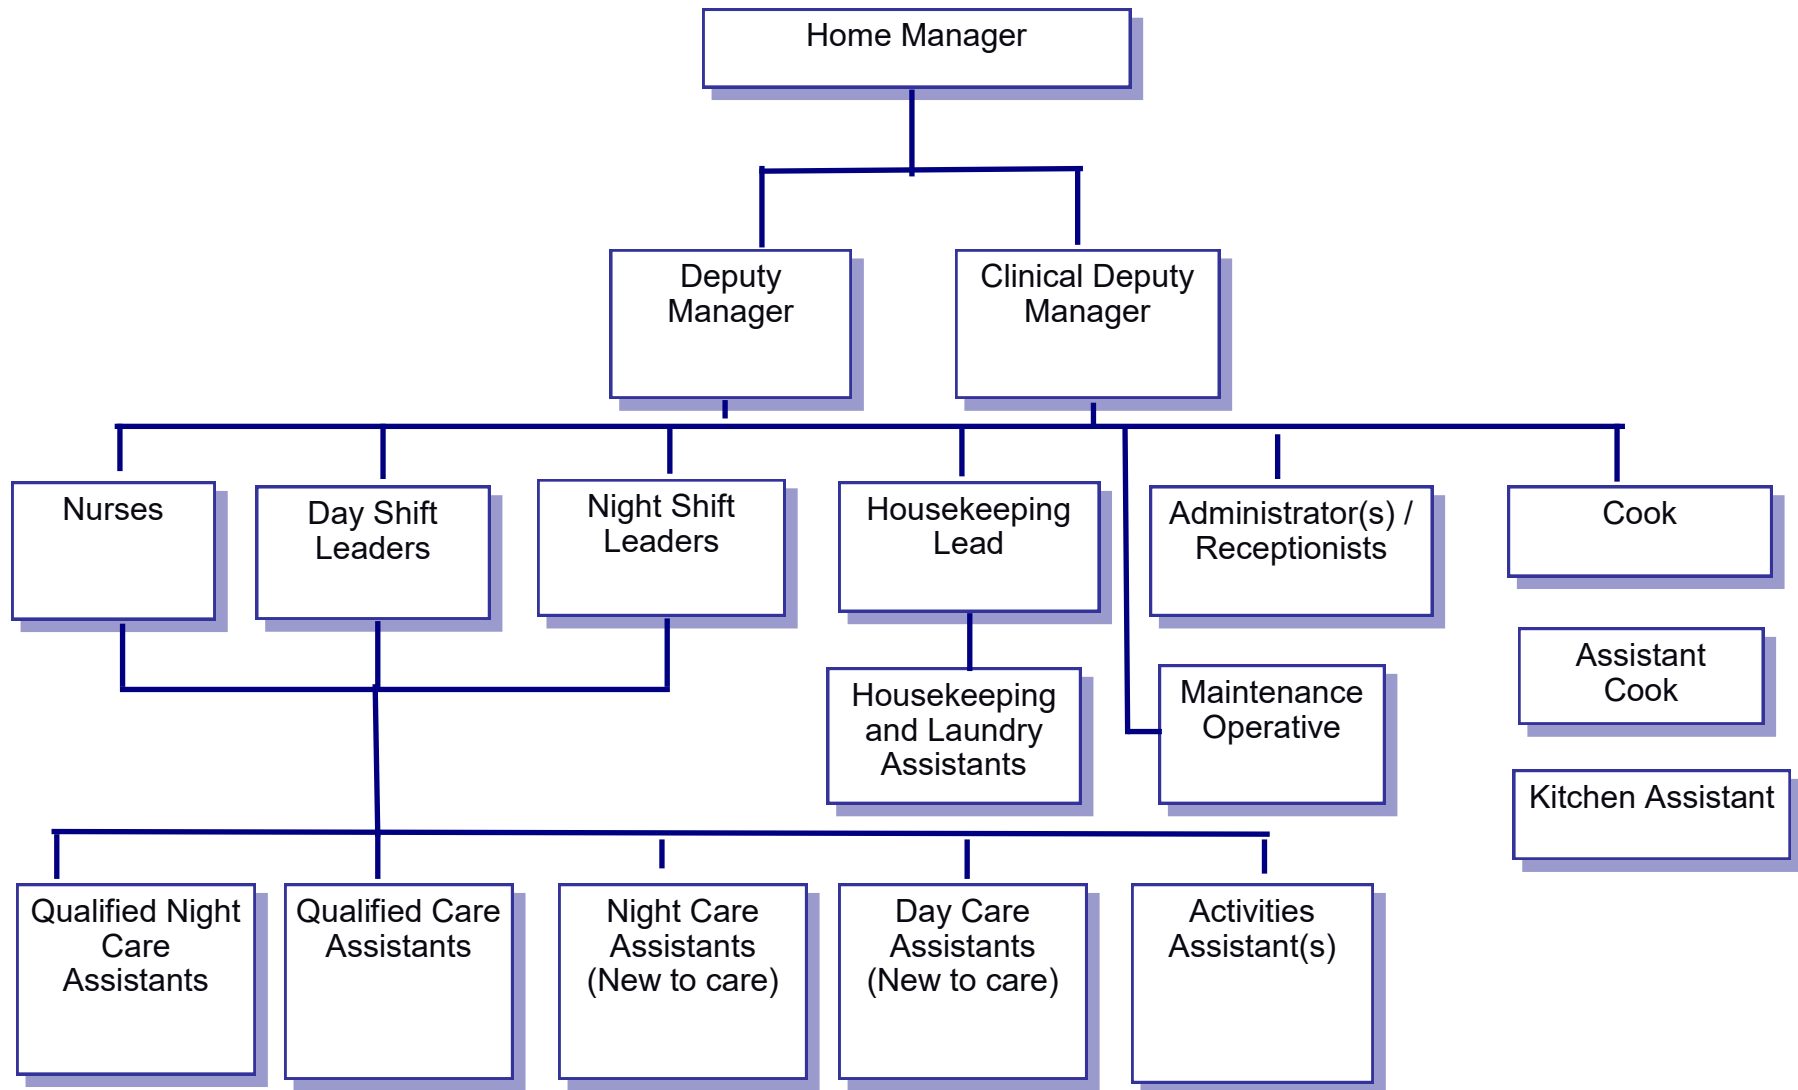 Home Manager
Deputy
Manager
Clinical Deputy
Manager
Nurses
Day Shift
Leaders
Night Shift
Leaders
Housekeeping
Lead
Administrator(s) /
Receptionists
Cook
Assistant
Cook
Housekeeping
and Laundry
Assistants
Maintenance
Operative
Kitchen Assistant
Qualified Night
Care
Assistants
Qualified Care
Assistants
Night Care
Assistants
(New to care)
Day Care
Assistants
(New to care)
Activities
Assistant(s)